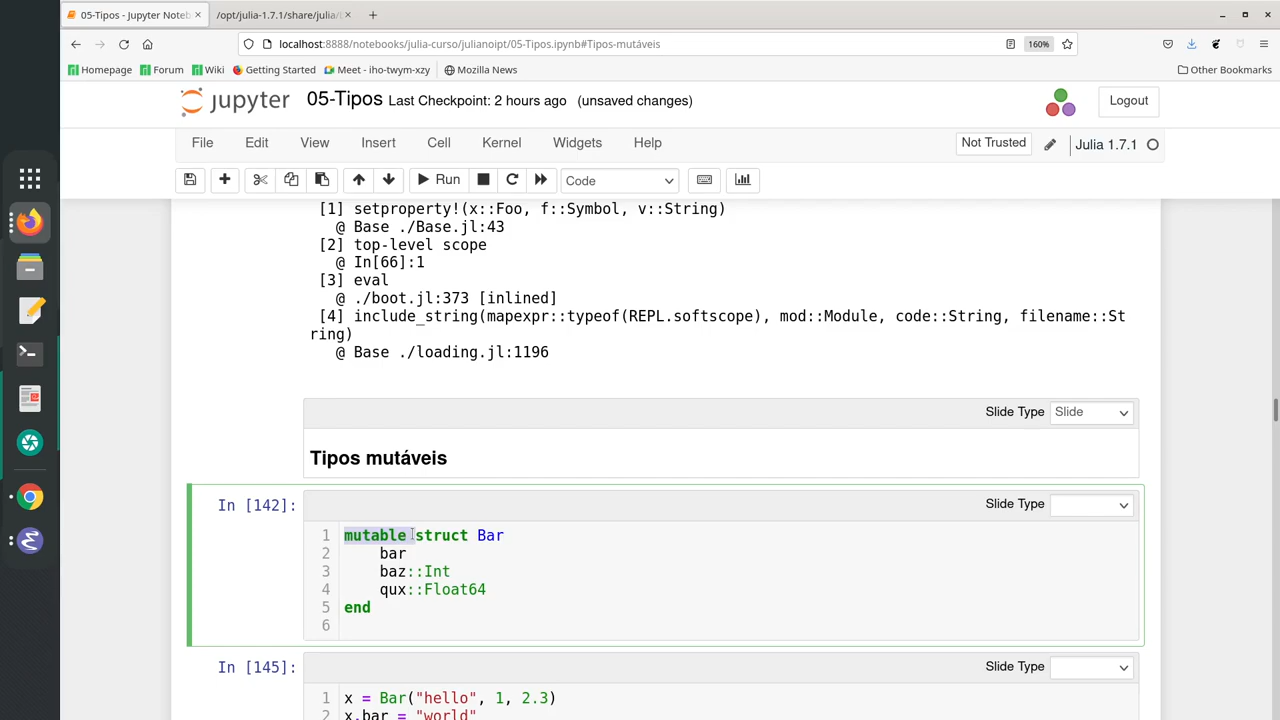 05-Tipos - Jupyter Noteb
/opt/julia-1.7.1/share/julia/
localhost:8888/notebooks/julia-curso/julianoipt/05-Tipos.ipynb#Tipos-mutáveis
160%
Homepage
Forum
Wiki
Getting Started
Meet - iho-twym-xzy
Mozilla News
Other Bookmarks
jupyter
05-Tipos
Last Checkpoint: 2 hours ago
(unsaved changes)
Logout
File
Edit
View
Insert
Cell
Kernel
Widgets
Help
Not Trusted
Julia 1.7.1
Run
Code
[1] setproperty!(x::Foo, f::Symbol, v::String)
@ Base ./Base.jl:43
[2] top-level scope
@ In[66]:1
[3] eval
@ ./boot.jl:373 [inlined]
[4] include_string(mapexpr::typeof(REPL.softscope), mod::Module, code::String, filename::St
ring)
@ Base ./loading.jl:1196
Slide Type
Slide
Tipos mutáveis
In [142]:
Slide Type
1 mutable struct Bar
2 bar
3 baz::Int
4 qux::Float64
5 end
6
In [145]:
Slide Type
1 x = Bar("hello", 1, 2.3)
2 x.bar = "world"